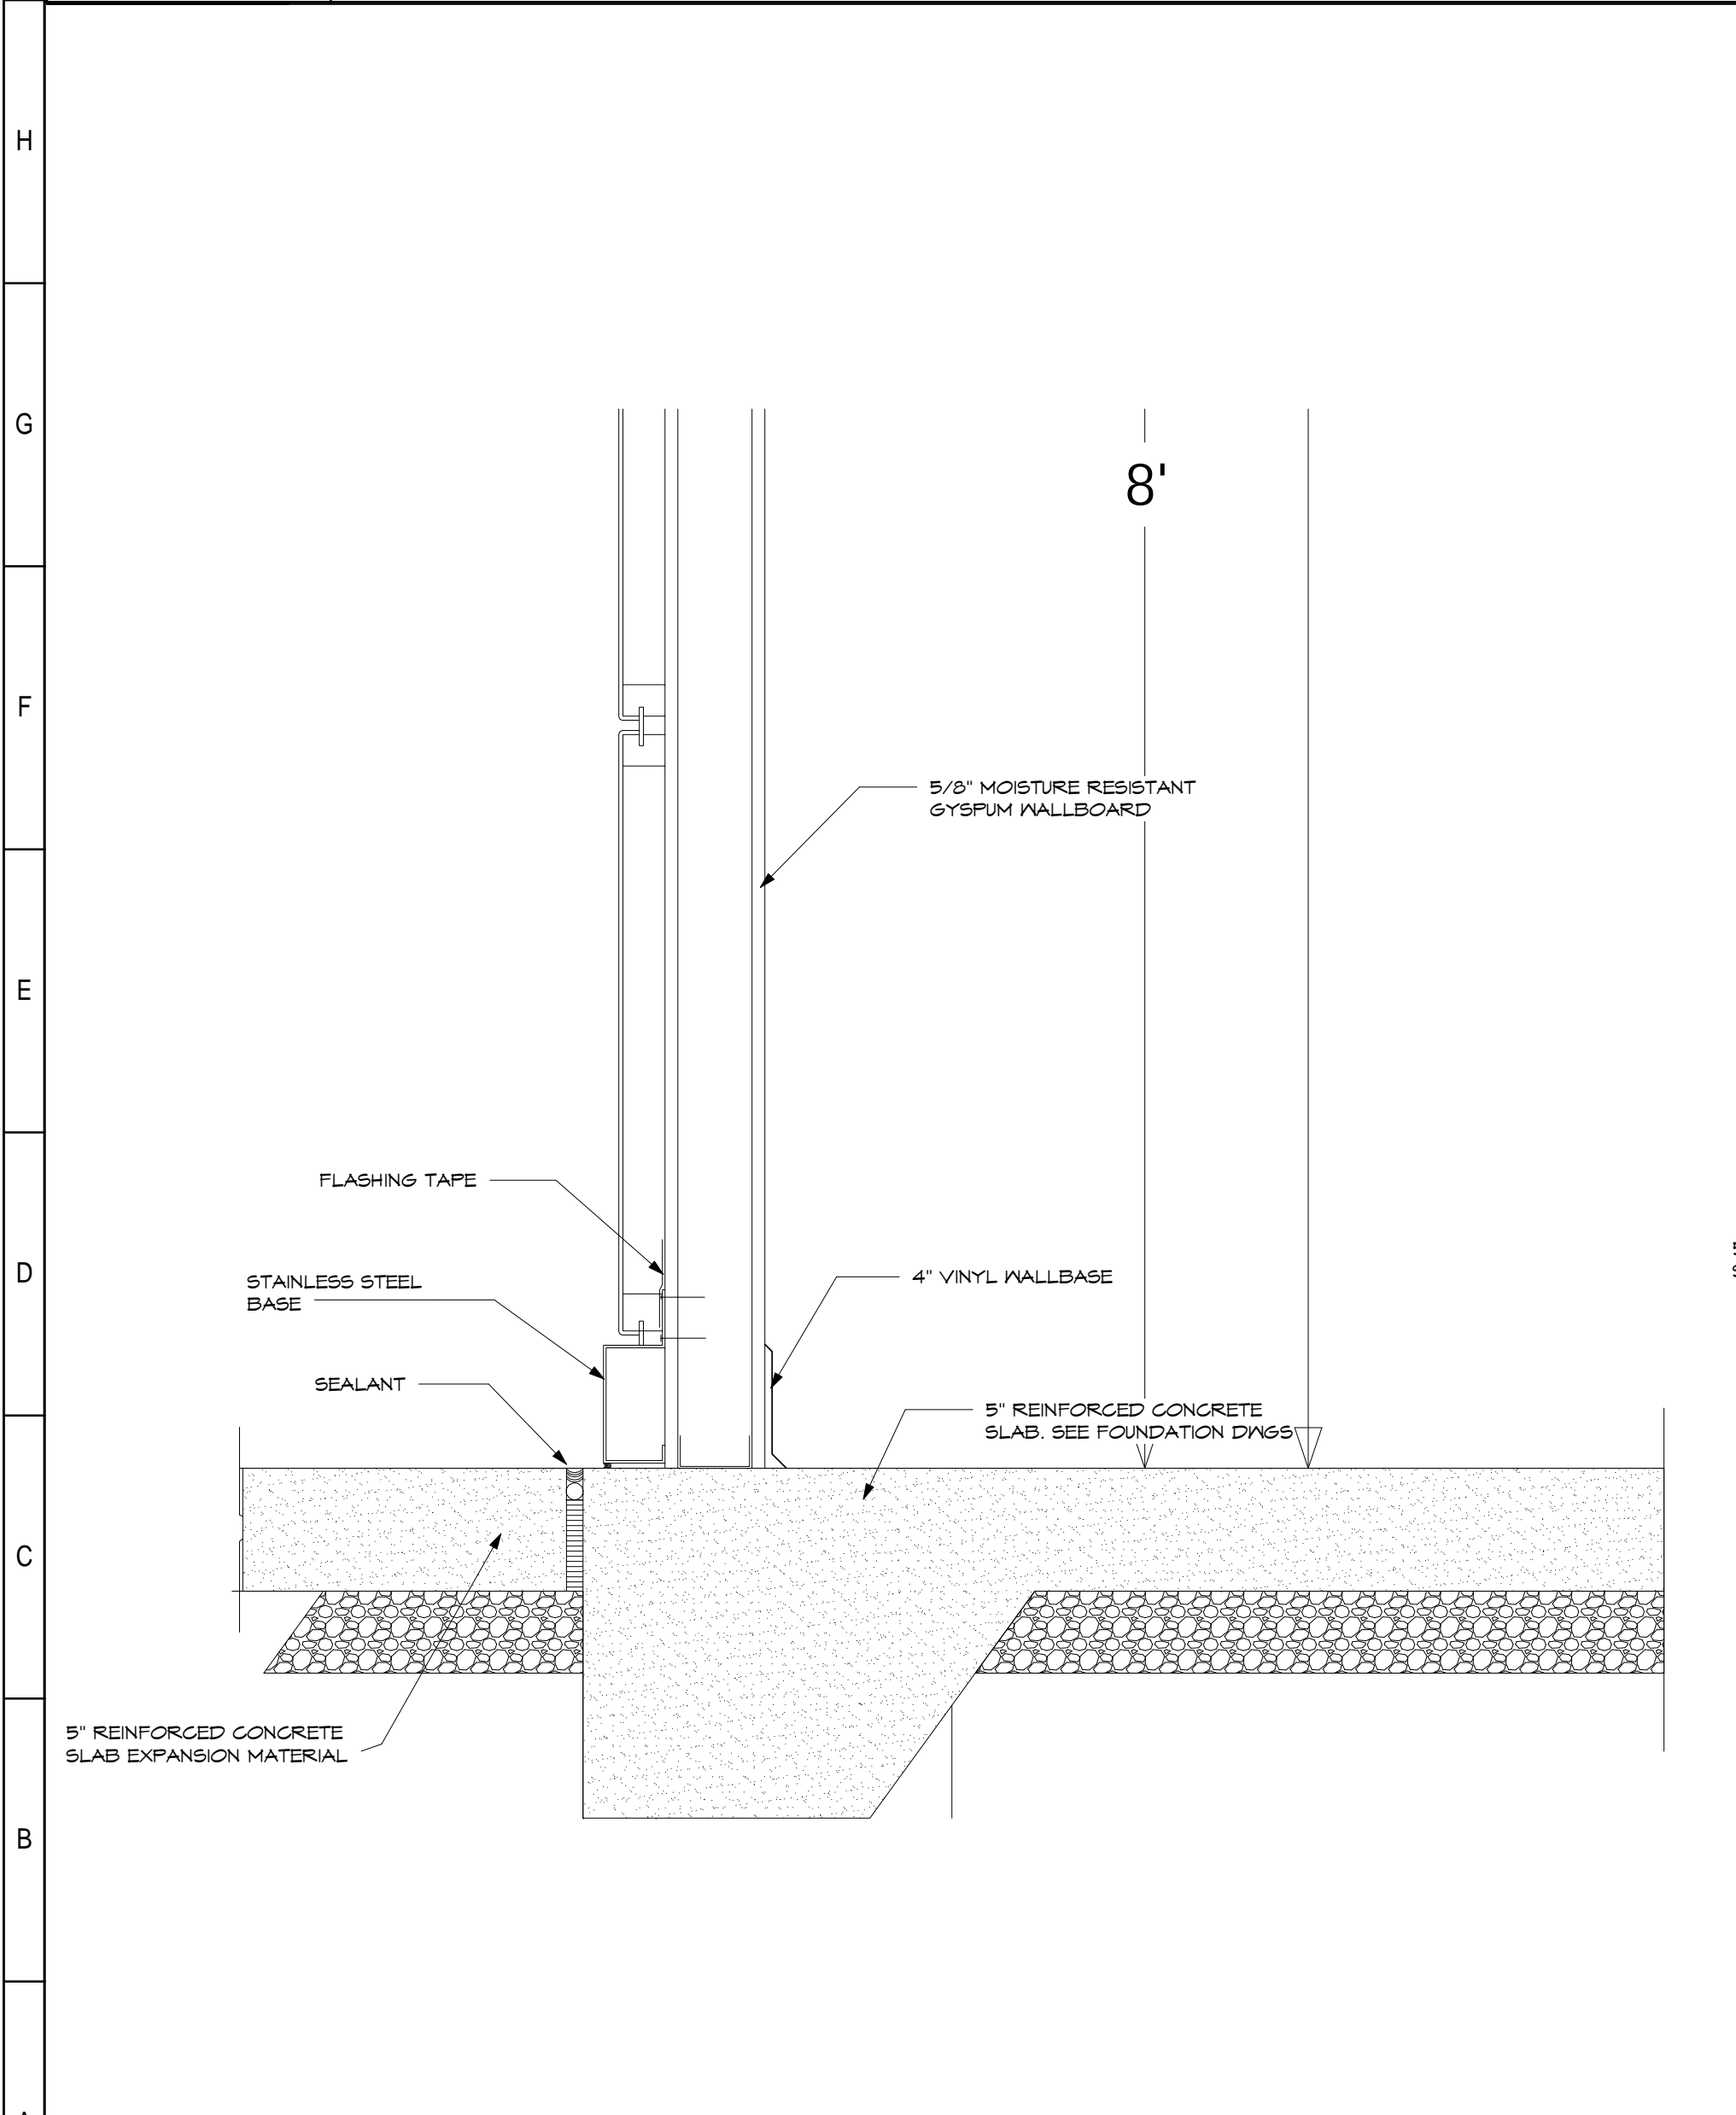 H
G
8'
F
5/8" MOISTURE RESISTANT
GYSPUM WALLBOARD
E
FLASHING TAPE
D
STAINLESS STEEL
BASE
4" VINYL WALLBASE
SEALANT
5" REINFORCED CONCRETE
SLAB. SEE FOUNDATION DWGS
C
5" REINFORCED CONCRETE
SLAB EXPANSION MATERIAL
B